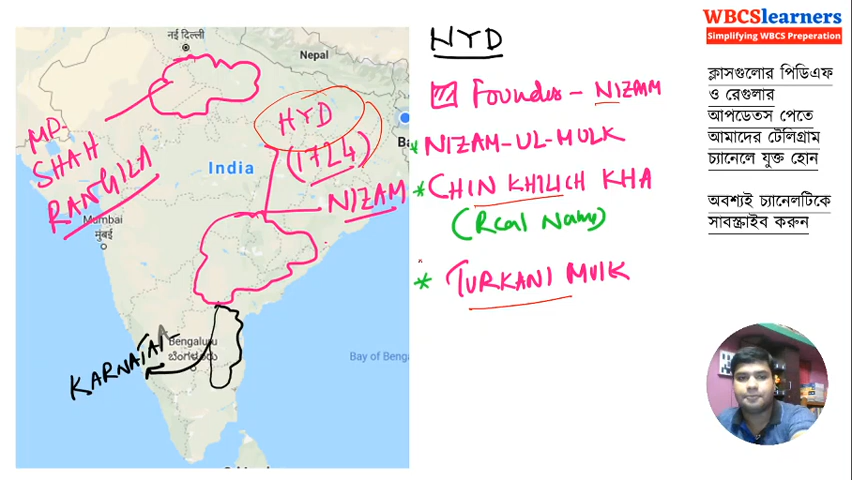 WBCSlearners
Simplifying WBCS Preperation
ক্লাসগুলোর পিডিএফ
ও রেগুলার
আপডেতস পেতে
আমাদের টেলিগ্রাম
চ্যানেলে যুক্ত হোন
অবশ্যই চ্যানেলটিকে
সাবস্ক্রাইব করুন
नई दिल्ली
Nepal
India
Mumbai
मुंबई
Bengaluru
ಬೆಂಗಳೂರು
Bay of Beng
MD-
SHAH
RANGILA
HYD
(1724)
NIZAM
KARNATAK
HYD
Founder - NIZAM
* NIZAM-UL-MULK
* CHIN KHILICH KHA
(Real Name)
* TURKANI MULK